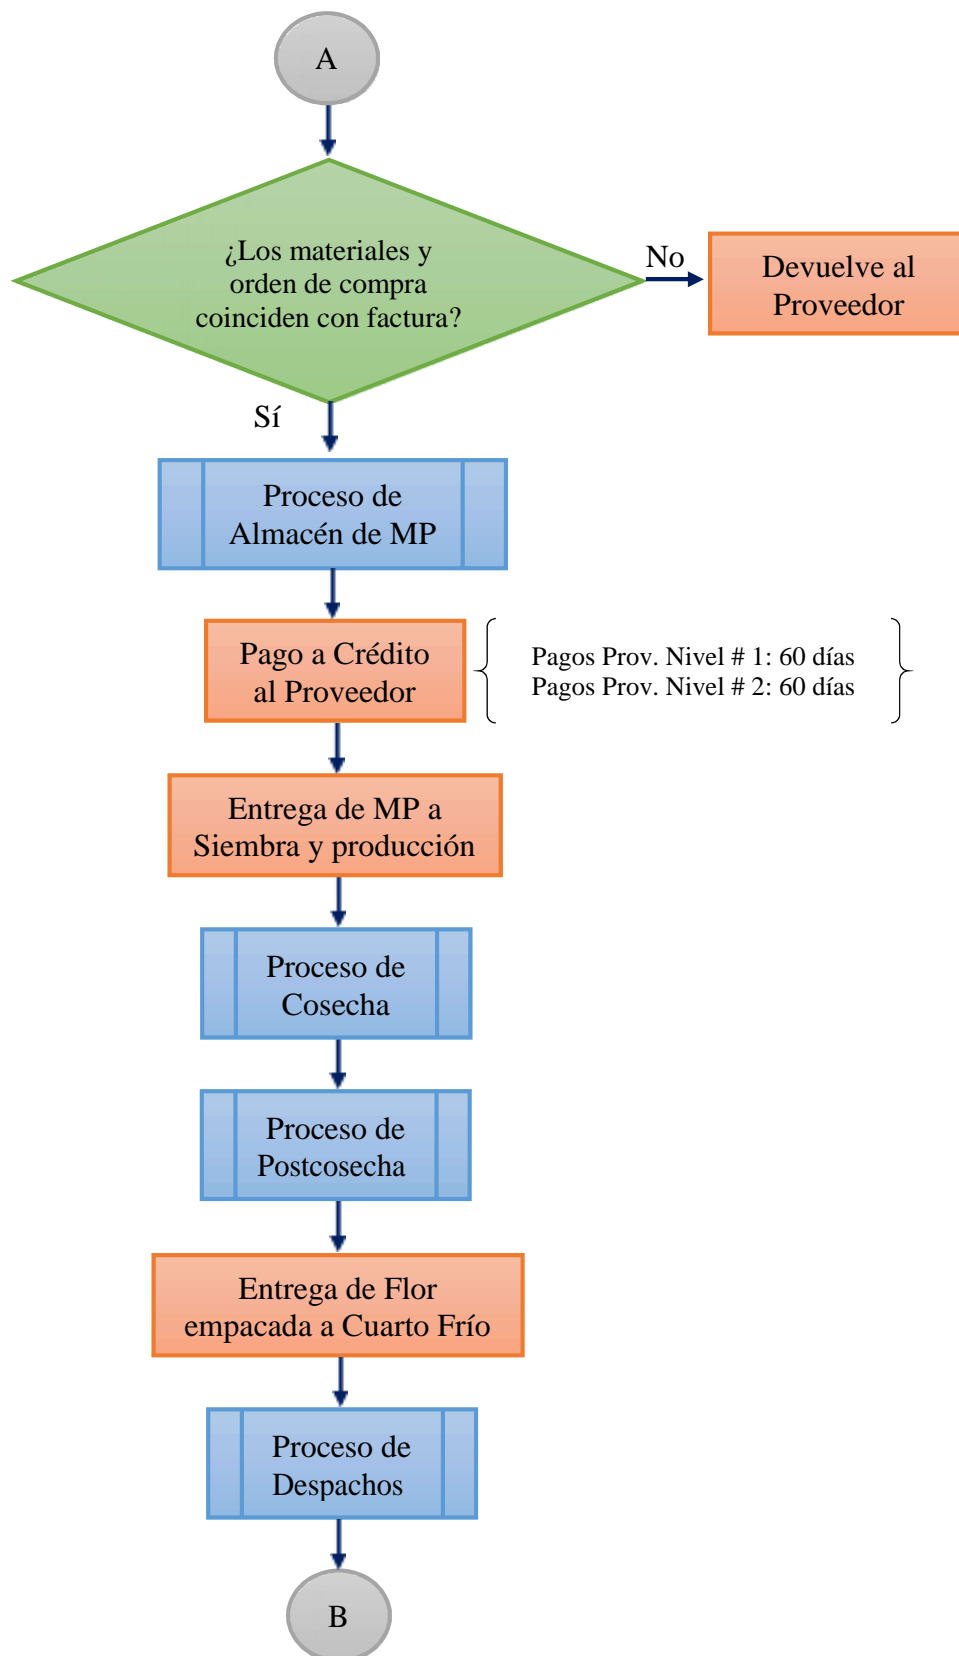 A
¿Los materiales y
orden de compra
coinciden con factura?
No
Devuelve al
Proveedor
Sí
Proceso de
Almacén de MP
Pago a Crédito
al Proveedor
Pagos Prov. Nivel # 1: 60 días
Pagos Prov. Nivel # 2: 60 días
Entrega de MP a
Siembra y producción
Proceso de
Cosecha
Proceso de
Postcosecha
Entrega de Flor
empacada a Cuarto Frío
Proceso de
Despachos
B